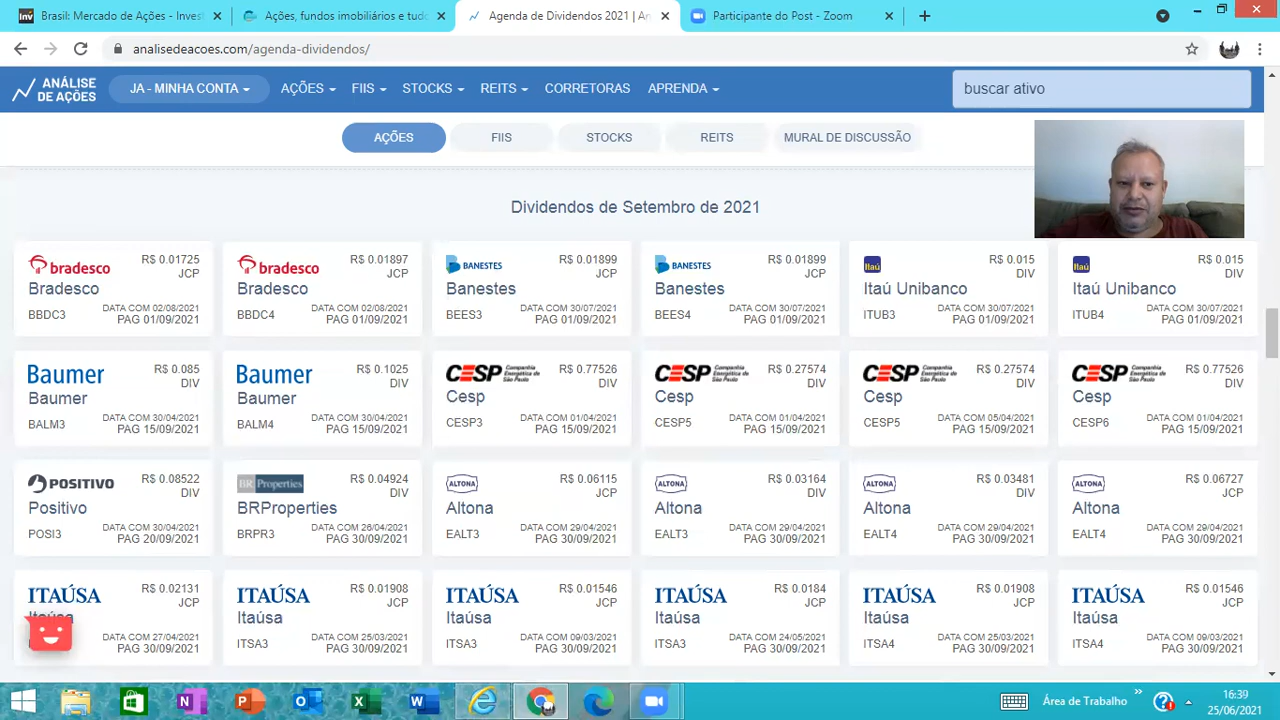 Brasil: Mercado de Ações - Invest
Ações, fundos imobiliários e tudo
Agenda de Dividendos 2021 | An
Participante do Post - Zoom
analisedeacoes.com/agenda-dividendos/
ANÁLISE DE AÇÕES
JA - MINHA CONTA
AÇÕES
FIIS
STOCKS
REITS
CORRETORAS
APRENDA
buscar ativo
AÇÕES
FIIS
STOCKS
REITS
MURAL DE DISCUSSÃO
Dividendos de Setembro de 2021
bradesco
R$ 0.01725
JCP
Bradesco
BBDC3
DATA COM 02/08/2021
PAG 01/09/2021
bradesco
R$ 0.01897
JCP
Bradesco
BBDC4
DATA COM 02/08/2021
PAG 01/09/2021
BANESTES
R$ 0.01899
JCP
Banestes
BEES3
DATA COM 30/07/2021
PAG 01/09/2021
BANESTES
R$ 0.01899
JCP
Banestes
BEES4
DATA COM 30/07/2021
PAG 01/09/2021
Itaú
R$ 0.015
DIV
Itaú Unibanco
ITUB3
DATA COM 30/07/2021
PAG 01/09/2021
Itaú
R$ 0.015
DIV
Itaú Unibanco
ITUB4
DATA COM 30/07/2021
PAG 01/09/2021
Baumer
R$ 0.085
DIV
Baumer
BALM3
DATA COM 30/04/2021
PAG 15/09/2021
Baumer
R$ 0.1025
DIV
Baumer
BALM4
DATA COM 30/04/2021
PAG 15/09/2021
CESP Companhia Energética de São Paulo
R$ 0.77526
DIV
Cesp
CESP3
DATA COM 01/04/2021
PAG 15/09/2021
CESP Companhia Energética de São Paulo
R$ 0.27574
DIV
Cesp
CESP5
DATA COM 01/04/2021
PAG 15/09/2021
CESP Companhia Energética de São Paulo
R$ 0.27574
DIV
Cesp
CESP5
DATA COM 05/04/2021
PAG 15/09/2021
CESP Companhia Energética de São Paulo
R$ 0.77526
DIV
Cesp
CESP6
DATA COM 01/04/2021
PAG 15/09/2021
POSITIVO
R$ 0.08522
DIV
Positivo
POSI3
DATA COM 30/04/2021
PAG 20/09/2021
BR Properties
R$ 0.04924
DIV
BRProperties
BRPR3
DATA COM 26/04/2021
PAG 30/09/2021
ALTONA
R$ 0.06115
JCP
Altona
EALT3
DATA COM 29/04/2021
PAG 30/09/2021
ALTONA
R$ 0.03164
DIV
Altona
EALT3
DATA COM 29/04/2021
PAG 30/09/2021
ALTONA
R$ 0.03481
DIV
Altona
EALT4
DATA COM 29/04/2021
PAG 30/09/2021
ALTONA
R$ 0.06727
JCP
Altona
EALT4
DATA COM 29/04/2021
PAG 30/09/2021
ITAÚSA
R$ 0.02131
JCP
Itaúsa
DATA COM 27/04/2021
PAG 30/09/2021
ITAÚSA
R$ 0.01908
JCP
Itaúsa
ITSA3
DATA COM 25/03/2021
PAG 30/09/2021
ITAÚSA
R$ 0.01546
JCP
Itaúsa
ITSA3
DATA COM 09/03/2021
PAG 30/09/2021
ITAÚSA
R$ 0.0184
JCP
Itaúsa
ITSA3
DATA COM 24/05/2021
PAG 30/09/2021
ITAÚSA
R$ 0.01908
JCP
Itaúsa
ITSA4
DATA COM 25/03/2021
PAG 30/09/2021
ITAÚSA
R$ 0.01546
JCP
Itaúsa
ITSA4
DATA COM 09/03/2021
PAG 30/09/2021
Área de Trabalho
16:39
25/06/2021